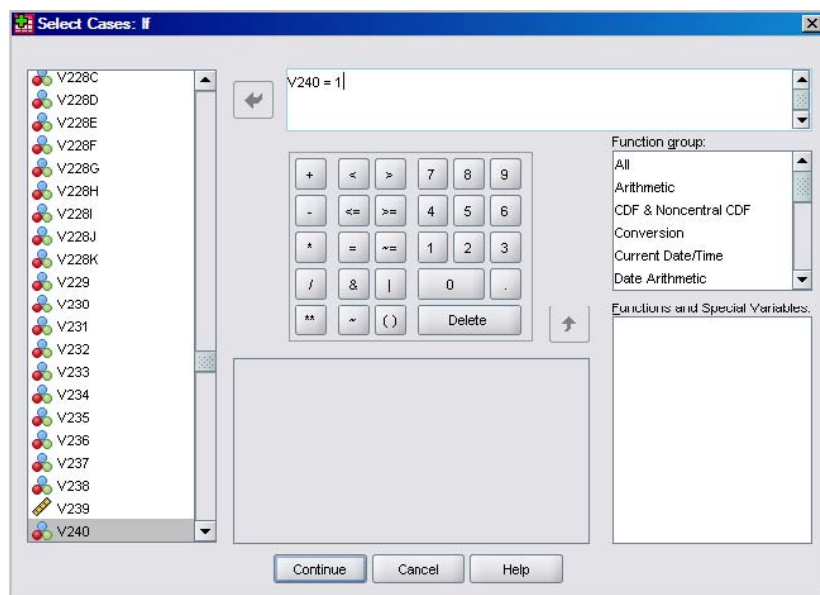 Select Cases: If
V228C
V228D
V228E
V228F
V228G
V228H
V228I
V228J
V228K
V229
V230
V231
V232
V233
V234
V235
V236
V237
V238
V239
V240
V240 = 1
+ < > 7 8 9
- <= >= 4 5 6
* = ~= 1 2 3
/ & | 0 .
** ~ ( ) Delete
Function group:
All
Arithmetic
CDF & Noncentral CDF
Conversion
Current Date/Time
Date Arithmetic
Functions and Special Variables:
Continue Cancel Help